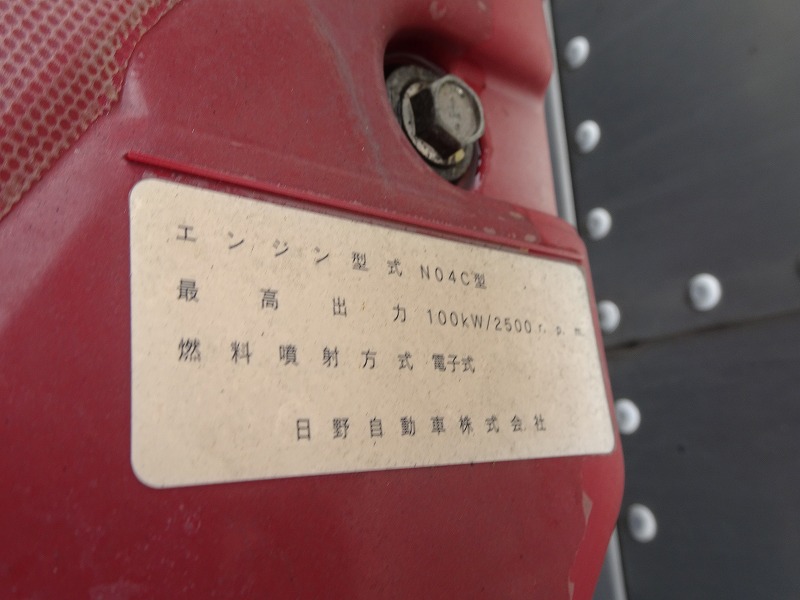 エンジン型式 N04C型
最高出力 100kW/2500r.p.m.
燃料噴射方式 電子式
日野自動車株式会社